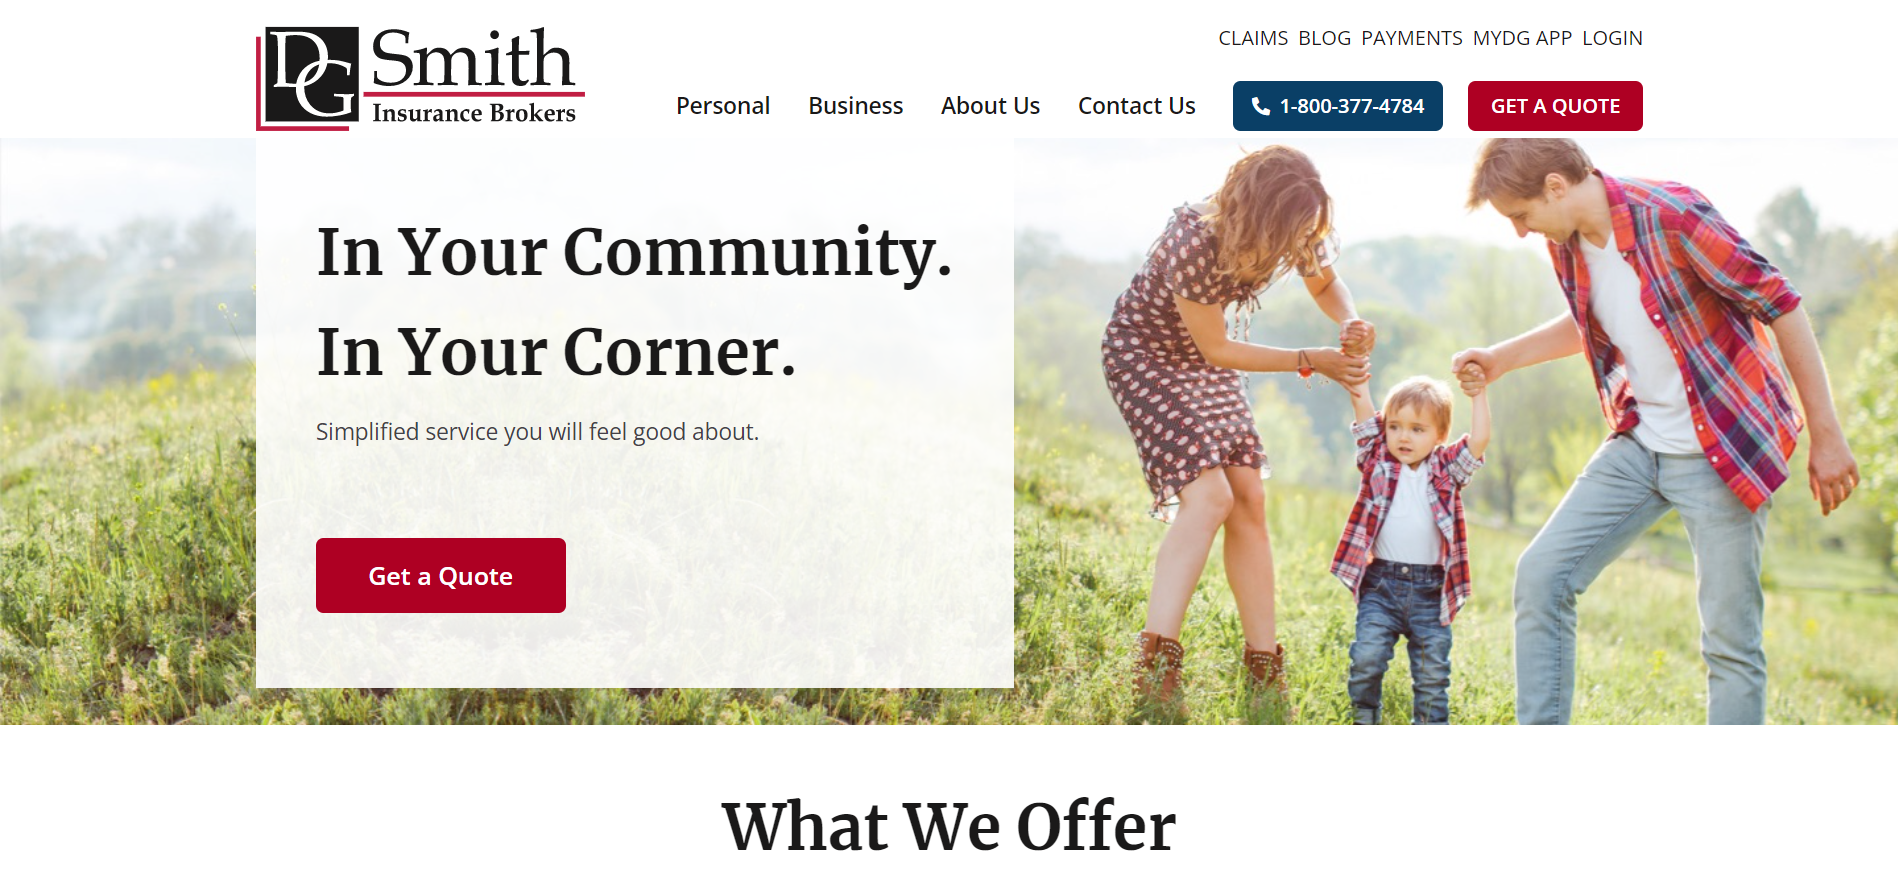 DG Smith
Insurance Brokers
CLAIMS BLOG PAYMENTS MYDG APP LOGIN
Personal Business About Us Contact Us 1-800-377-4784 GET A QUOTE
In Your Community.
In Your Corner.
Simplified service you will feel good about.
Get a Quote
What We Offer